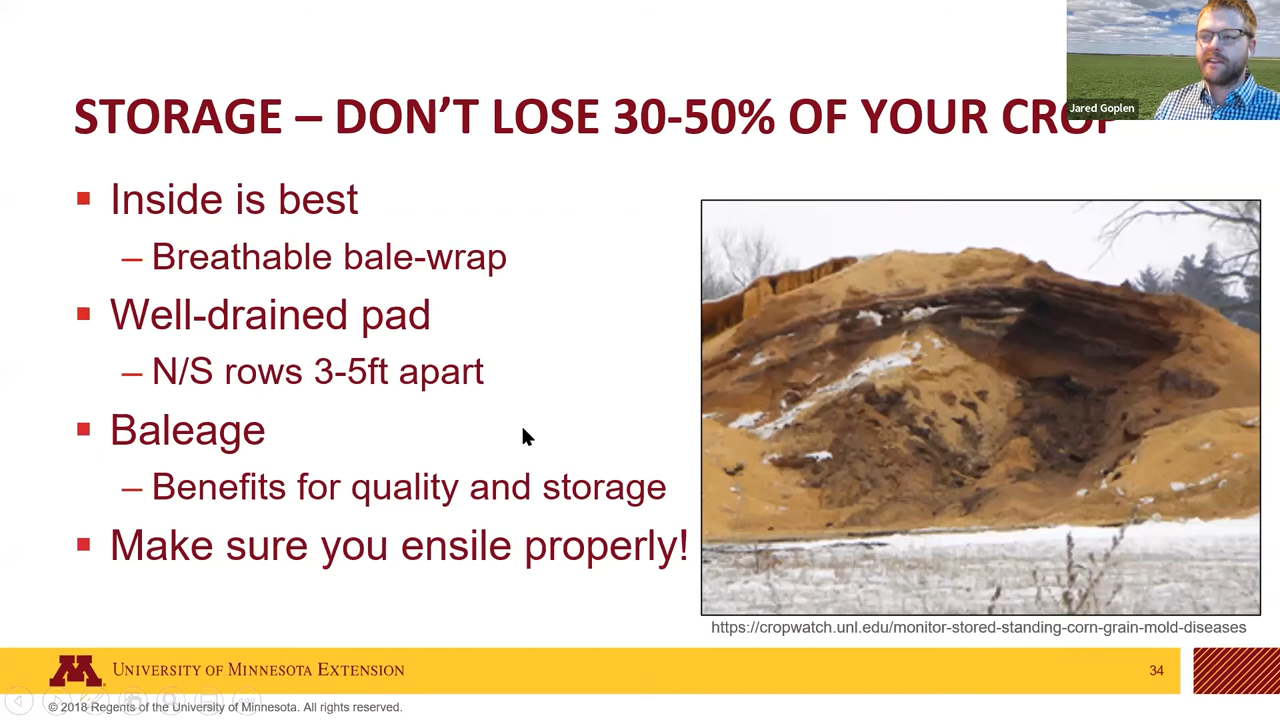 Jared Goplen
STORAGE – DON'T LOSE 30-50% OF YOUR CROP
▪ Inside is best
– Breathable bale-wrap
▪ Well-drained pad
– N/S rows 3-5ft apart
▪ Baleage
– Benefits for quality and storage
▪ Make sure you ensile properly!
https://cropwatch.unl.edu/monitor-stored-standing-corn-grain-mold-diseases
M UNIVERSITY OF MINNESOTA EXTENSION
34
© 2018 Regents of the University of Minnesota. All rights reserved.